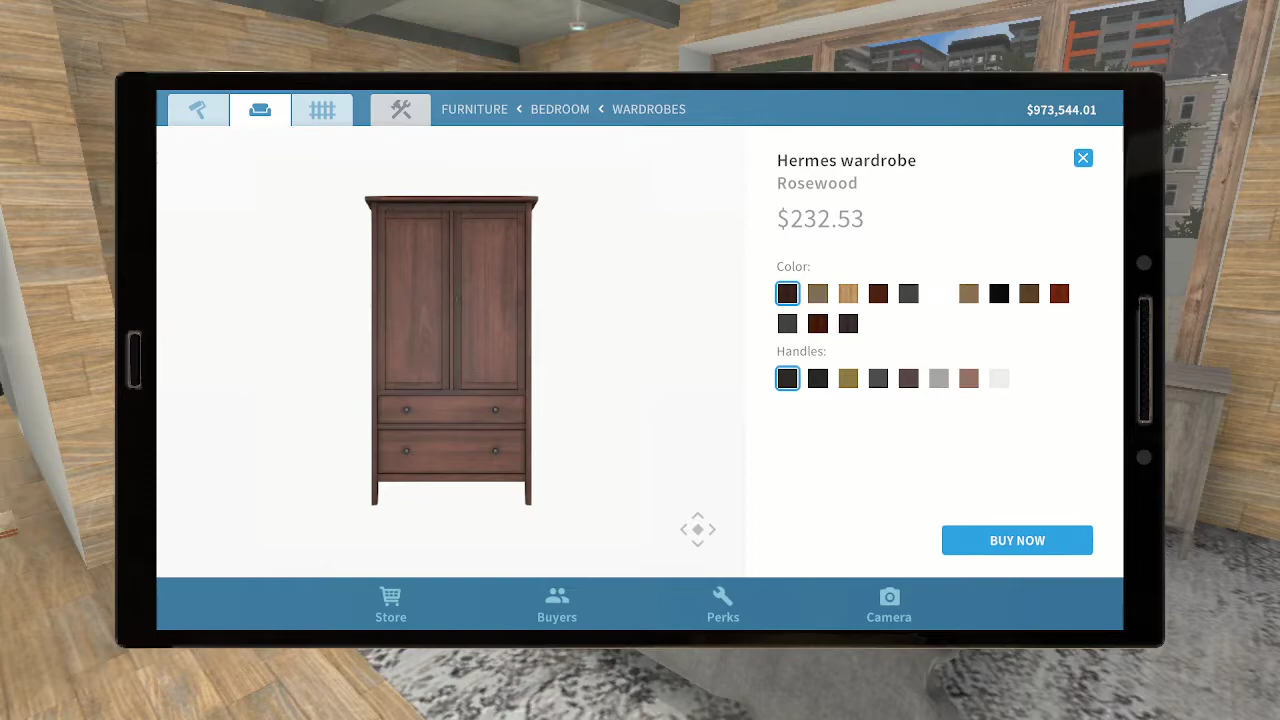 FURNITURE < BEDROOM < WARDROBES
$973,544.01
Hermes wardrobe
Rosewood
$232.53
Color:
Handles:
BUY NOW
Store
Buyers
Perks
Camera